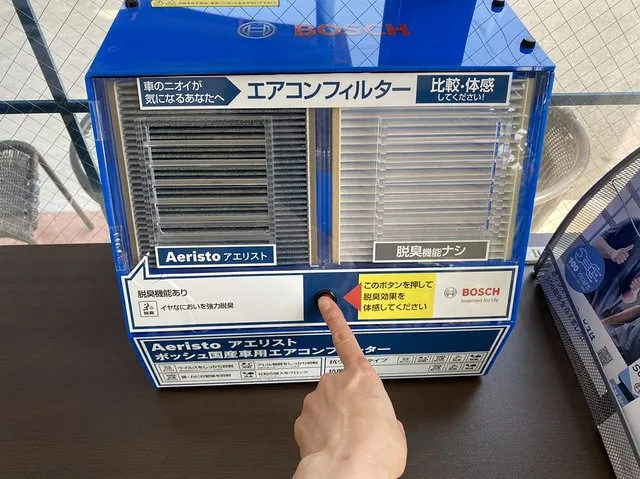 BOSCH
車のニオイが
気になるあなたへ
エアコンフィルター
比較・体感
してください!
Aeristo アエリスト
脱臭機能ナシ
脱臭機能あり
脱臭
イヤなにおいを強力脱臭
このボタンを押して
脱臭効果を
体感してください
BOSCH
Invented for life
Aeristo アエリスト
ボッシュ国産車用エアコンフィルター